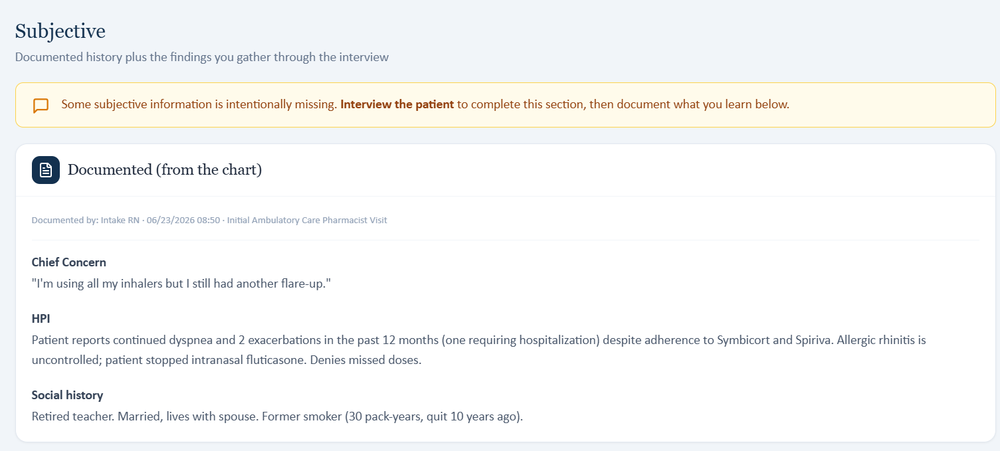 Subjective
Documented history plus the findings you gather through the interview
Some subjective information is intentionally missing. Interview the patient to complete this section, then document what you learn below.
Documented (from the chart)
Documented by: Intake RN · 06/23/2026 08:50 · Initial Ambulatory Care Pharmacist Visit
Chief Concern
"I'm using all my inhalers but I still had another flare-up."
HPI
Patient reports continued dyspnea and 2 exacerbations in the past 12 months (one requiring hospitalization) despite adherence to Symbicort and Spiriva. Allergic rhinitis is
uncontrolled; patient stopped intranasal fluticasone. Denies missed doses.
Social history
Retired teacher. Married, lives with spouse. Former smoker (30 pack-years, quit 10 years ago).